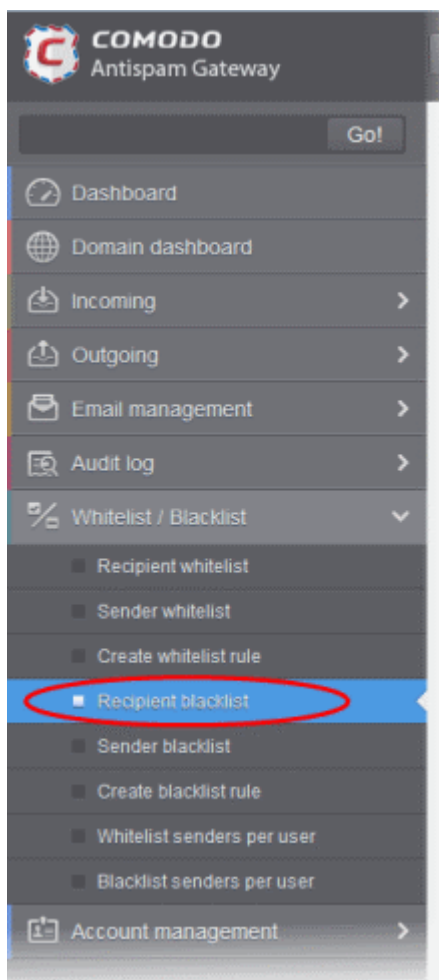 COMODO
Antispam Gateway
Go!
Dashboard
Domain dashboard
Incoming
Outgoing
Email management
Audit log
Whitelist / Blacklist
Recipient whitelist
Sender whitelist
Create whitelist rule
Recipient blacklist
Sender blacklist
Create blacklist rule
Whitelist senders per user
Blacklist senders per user
Account management